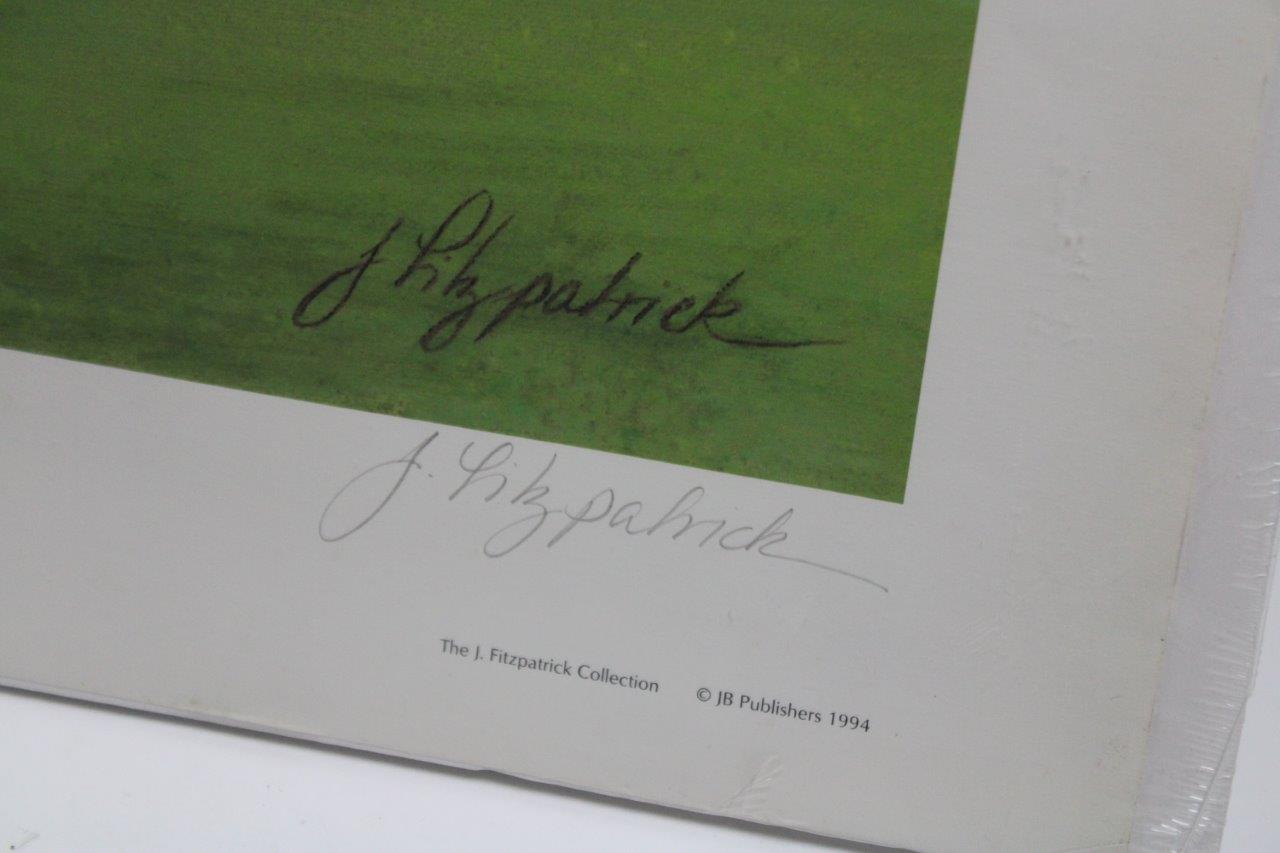 J Fitzpatrick
J. Fitzpatrick
The J. Fitzpatrick Collection © JB Publishers 1994